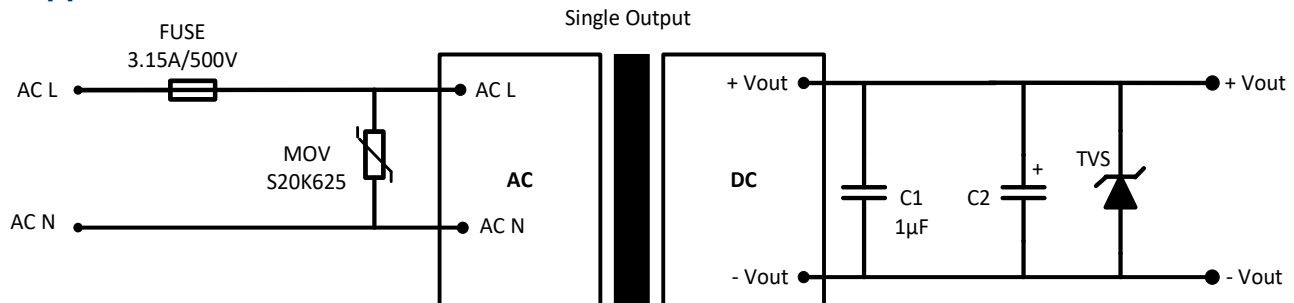 Single Output
FUSE
3.15A/500V
AC L
AC L
+ Vout
+ Vout
MOV
S20K625
AC
DC
C1
1µF
C2
+
TVS
AC N
AC N
- Vout
- Vout